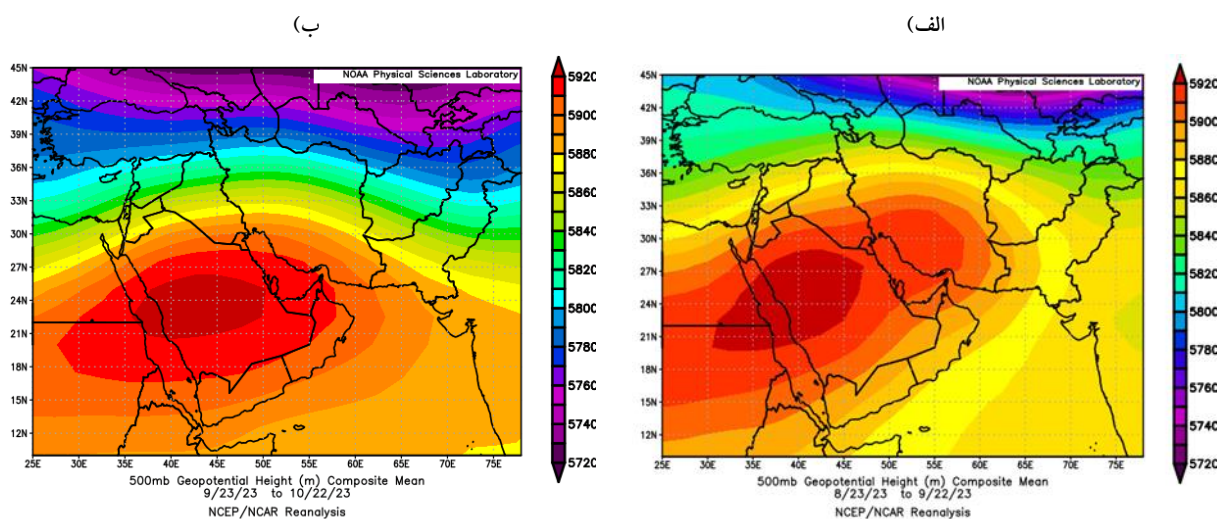 الف)
NOAA Physical Sciences Laboratory
45N
42N
39N
36N
33N
30N
27N
24N
21N
18N
15N
12N
25E 30E 35E 40E 45E 50E 55E 60E 65E 70E 75E
5920
5900
5880
5860
5840
5820
5800
5780
5760
5740
5720
500mb Geopotential Height (m) Composite Mean
8/23/23 to 9/22/23
NCEP/NCAR Reanalysis
ب)
NOAA Physical Sciences Laboratory
45N
42N
39N
36N
33N
30N
27N
24N
21N
18N
15N
12N
25E 30E 35E 40E 45E 50E 55E 60E 65E 70E 75E
5920
5900
5880
5860
5840
5820
5800
5780
5760
5740
5720
500mb Geopotential Height (m) Composite Mean
9/23/23 to 10/22/23
NCEP/NCAR Reanalysis